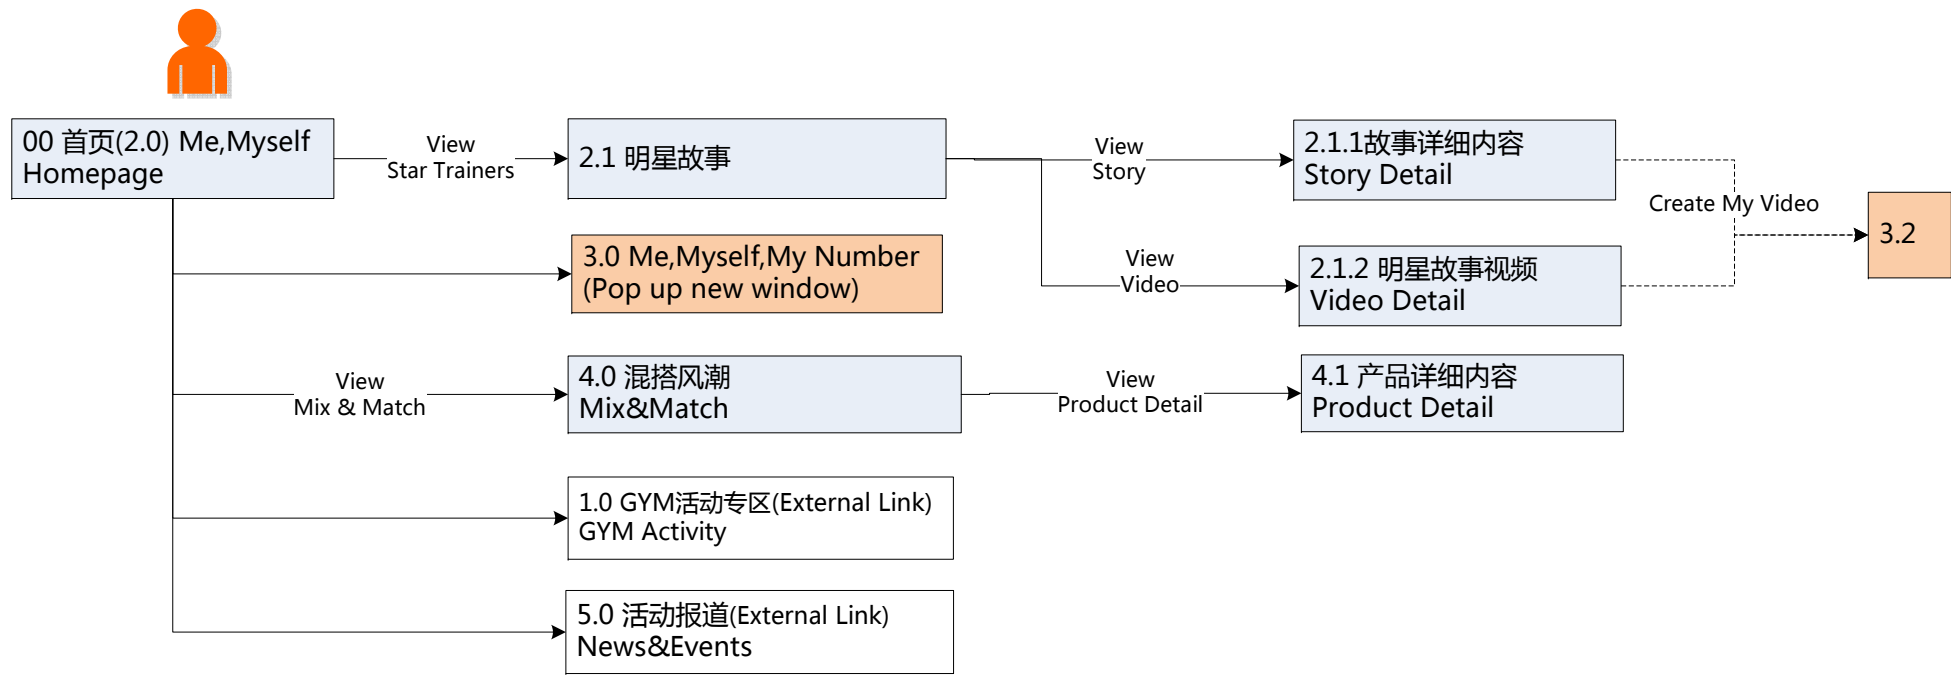 00 首页(2.0) Me,Myself
Homepage
View
Star Trainers
2.1 明星故事
View
Story
2.1.1故事详细内容
Story Detail
Create My Video
3.2
3.0 Me,Myself,My Number
(Pop up new window)
View
Video
2.1.2 明星故事视频
Video Detail
View
Mix & Match
4.0 混搭风潮
Mix&Match
View
Product Detail
4.1 产品详细内容
Product Detail
1.0 GYM活动专区(External Link)
GYM Activity
5.0 活动报道(External Link)
News&Events